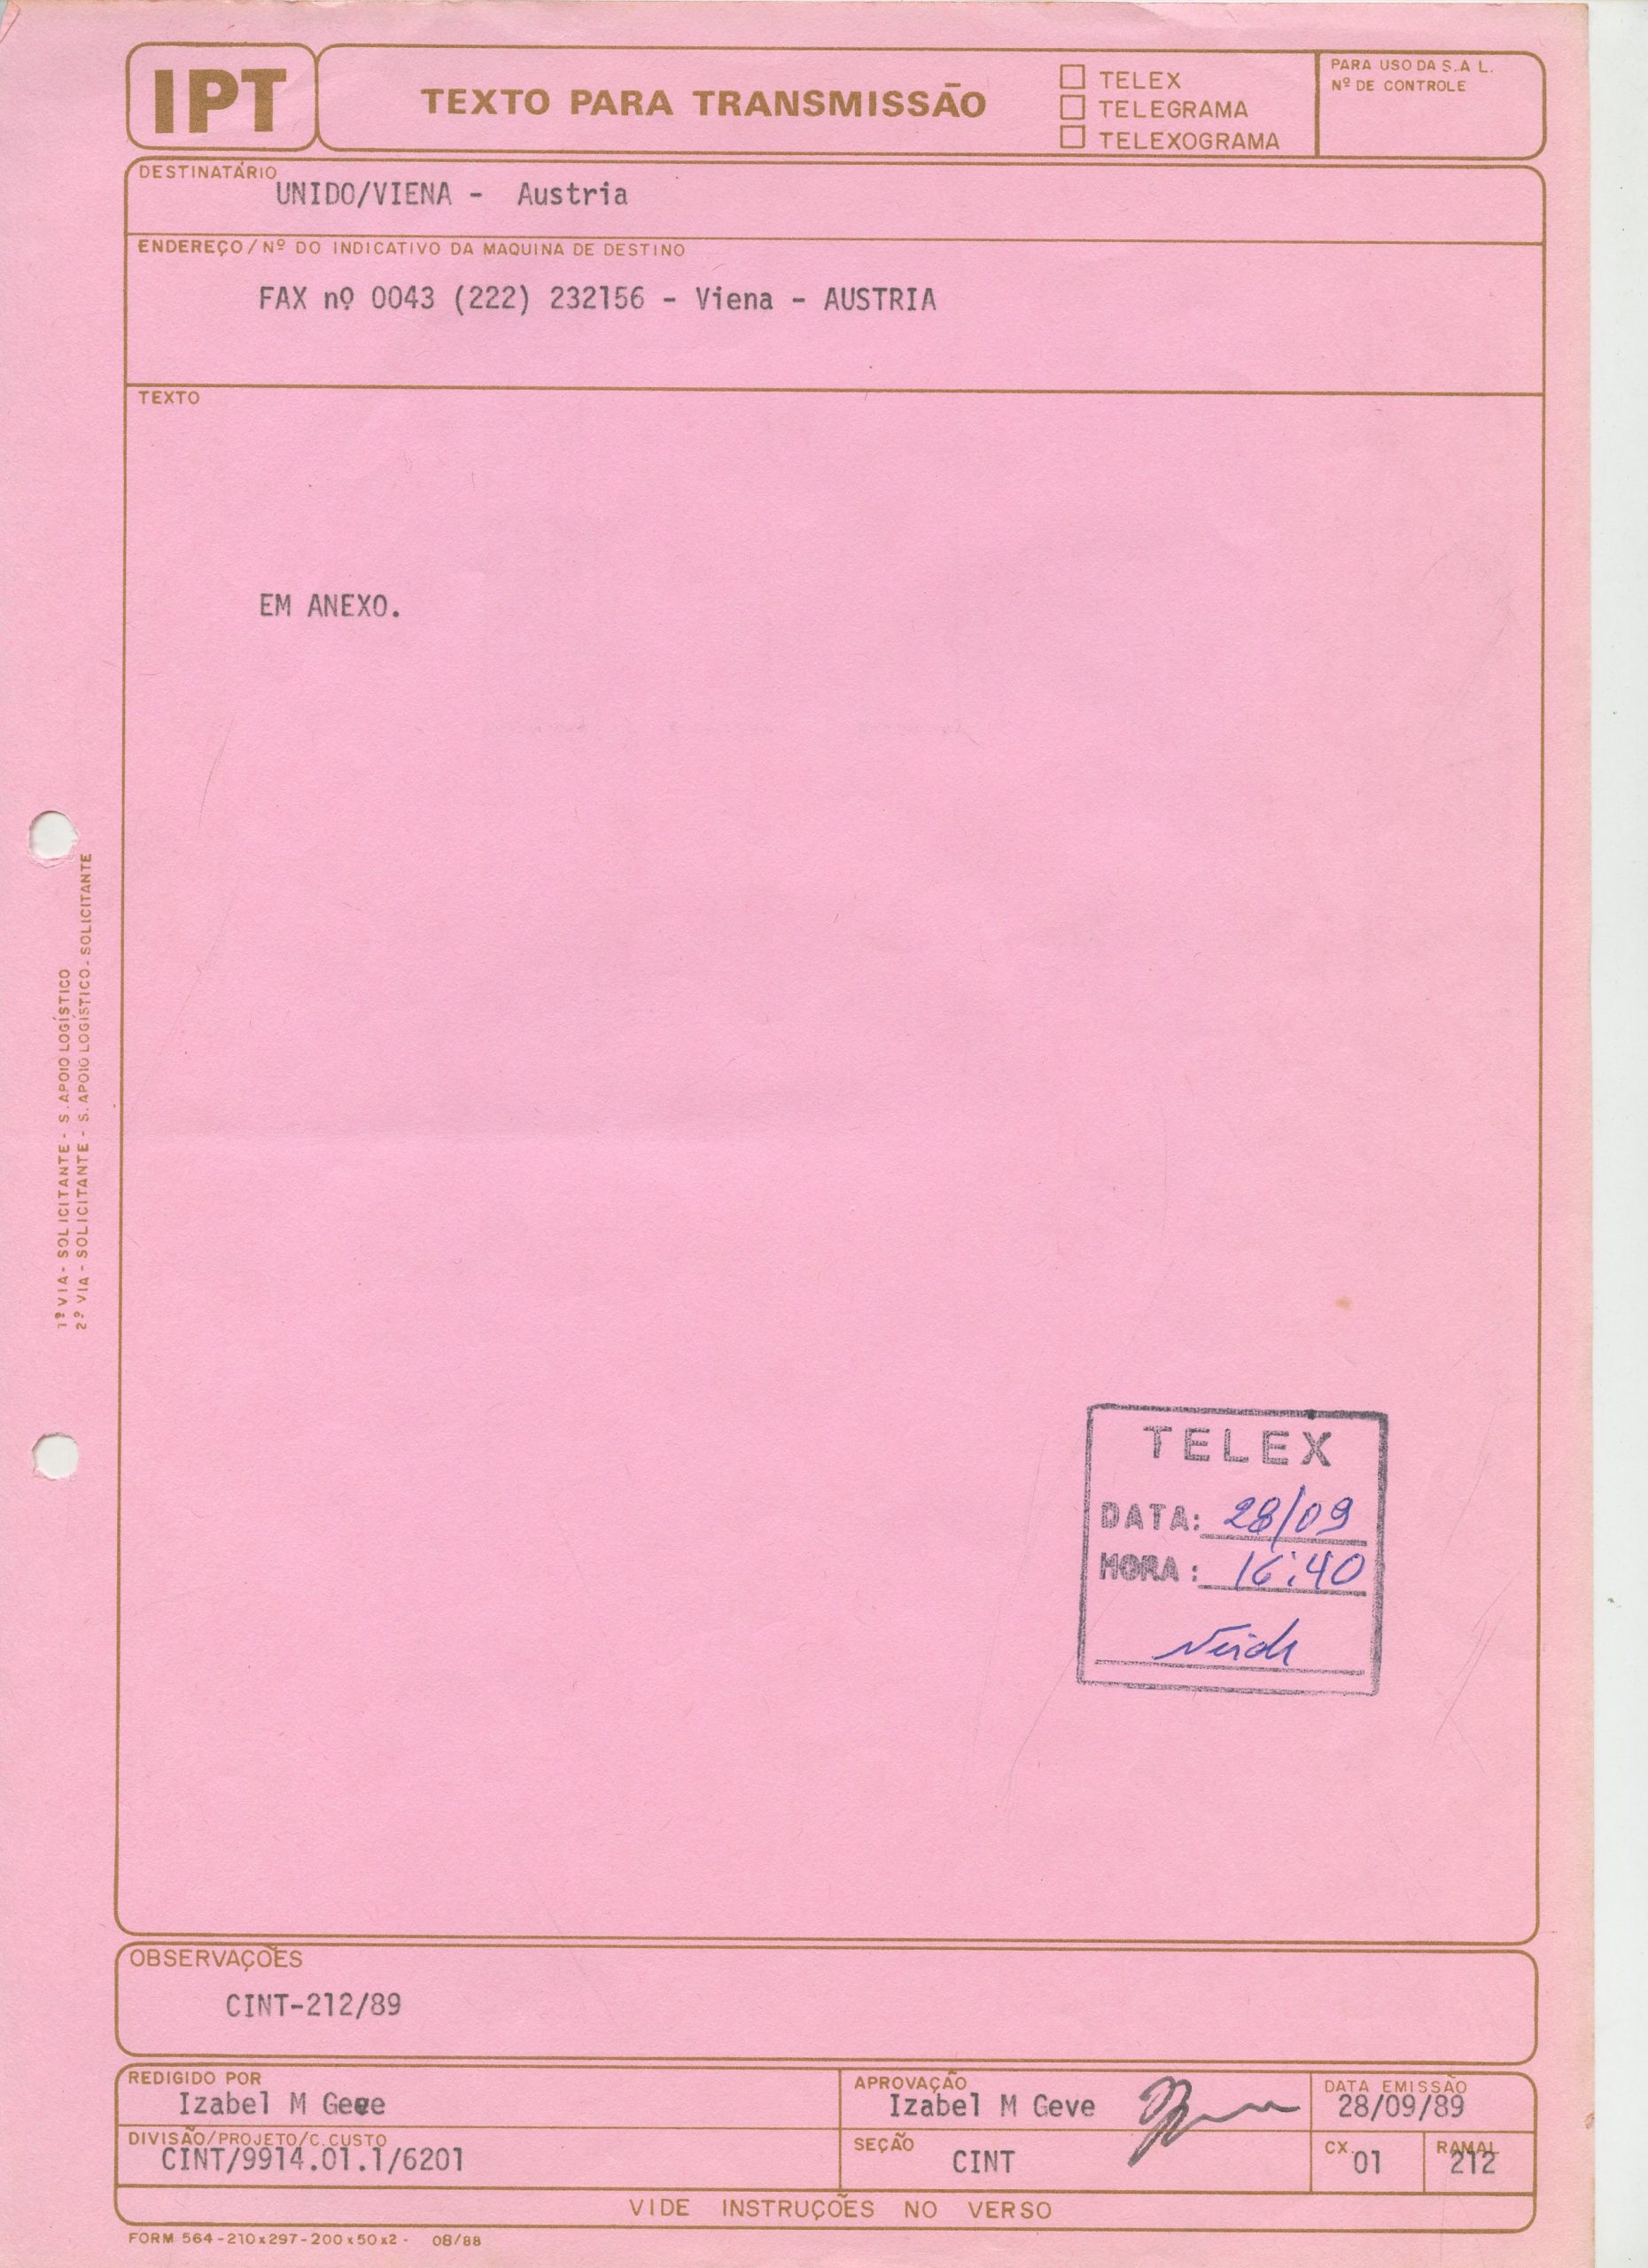 IPT
TEXTO PARA TRANSMISSÃO
TELEX
TELEGRAMA
TELEXOGRAMA
PARA USO DA S.A L.
Nº DE CONTROLE
DESTINATÁRIO
UNIDO/VIENA - Austria
ENDEREÇO / Nº DO INDICATIVO DA MAQUINA DE DESTINO
FAX nº 0043 (222) 232156 - Viena - AUSTRIA
TEXTO
EM ANEXO.
1ª VIA - SOLICITANTE - S. APOIO LOGÍSTICO
2ª VIA - SOLICITANTE - S. APOIO LOGÍSTICO - SOLICITANTE
TELEX
DATA: 28/09
HORA: 16:40
OBSERVAÇÕES
CINT-212/89
REDIGIDO POR
Izabel M Geve
APROVAÇÃO
Izabel M Geve
DATA EMISSÃO
28/09/89
DIVISÃO/PROJETO/C. CUSTO
CINT/9914.01.1/6201
SEÇÃO
CINT
CX.
01
RAMAL
212
VIDE INSTRUÇÕES NO VERSO
FORM 564-210x297-200x50x2 - 08/88